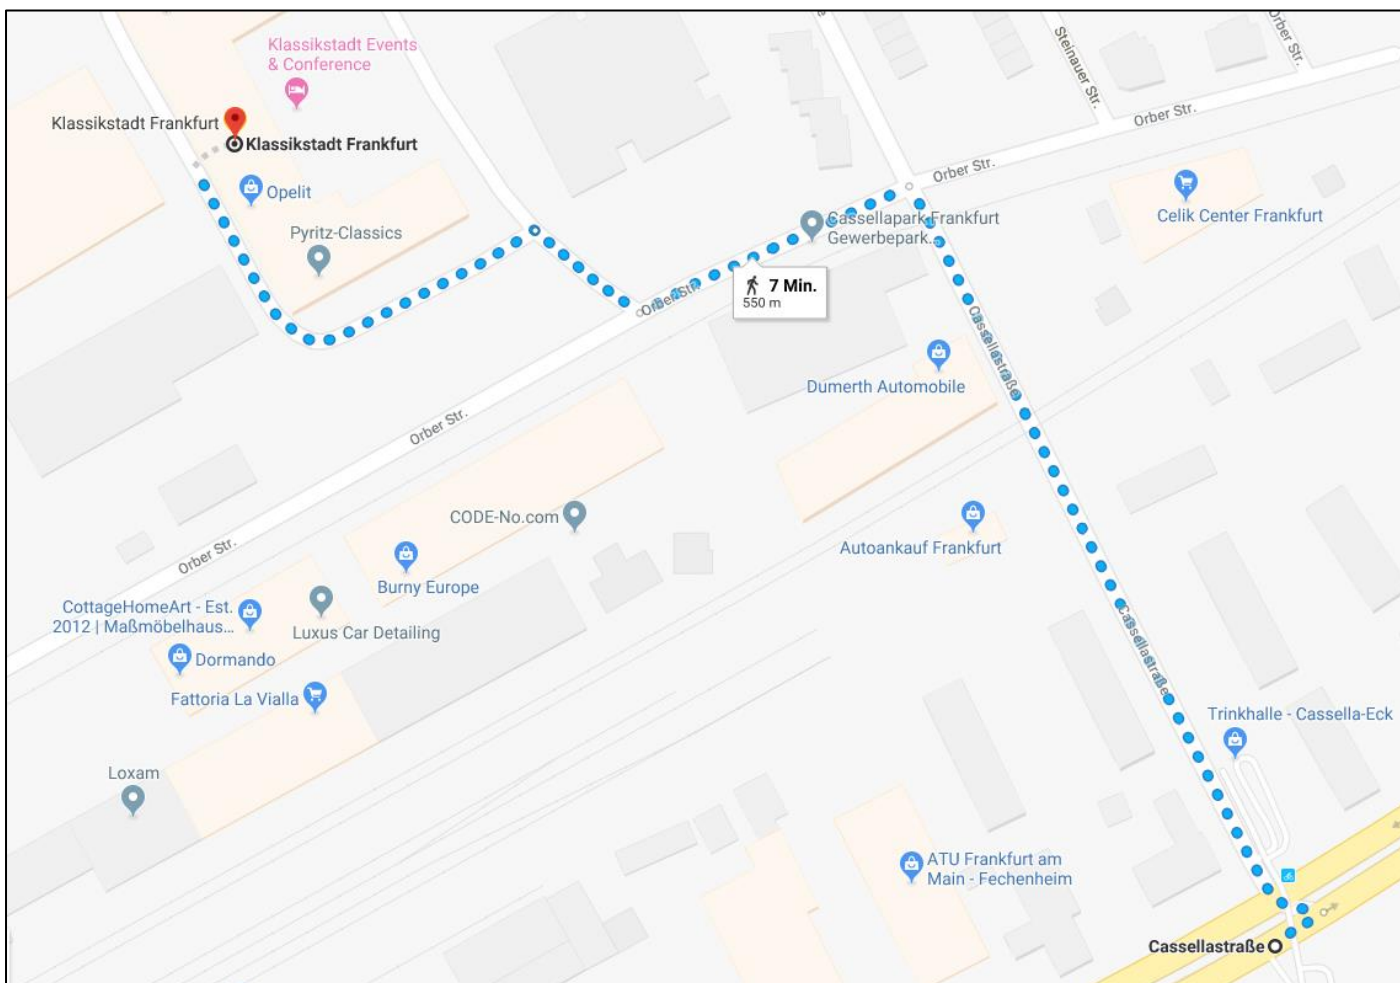 Klassikstadt Events
& Conference
Klassikstadt Frankfurt
Klassikstadt Frankfurt
Opelit
Pyritz-Classics
Steinauer Str.
Orber Str.
Orber Str.
Orber Str.
Celik Center Frankfurt
Cassellapark Frankfurt
Gewerbepark...
7 Min.
550 m
Orber Str.
Cassellastraße
Dumerth Automobile
Orber Str.
CODE-No.com
Autoankauf Frankfurt
Orber Str.
Burny Europe
CottageHomeArt - Est.
2012 | Maßmöbelhaus...
Luxus Car Detailing
Dormando
Fattoria La Vialla
Cassellastraße
Trinkhalle - Cassella-Eck
Loxam
ATU Frankfurt am
Main - Fechenheim
Cassellastraße